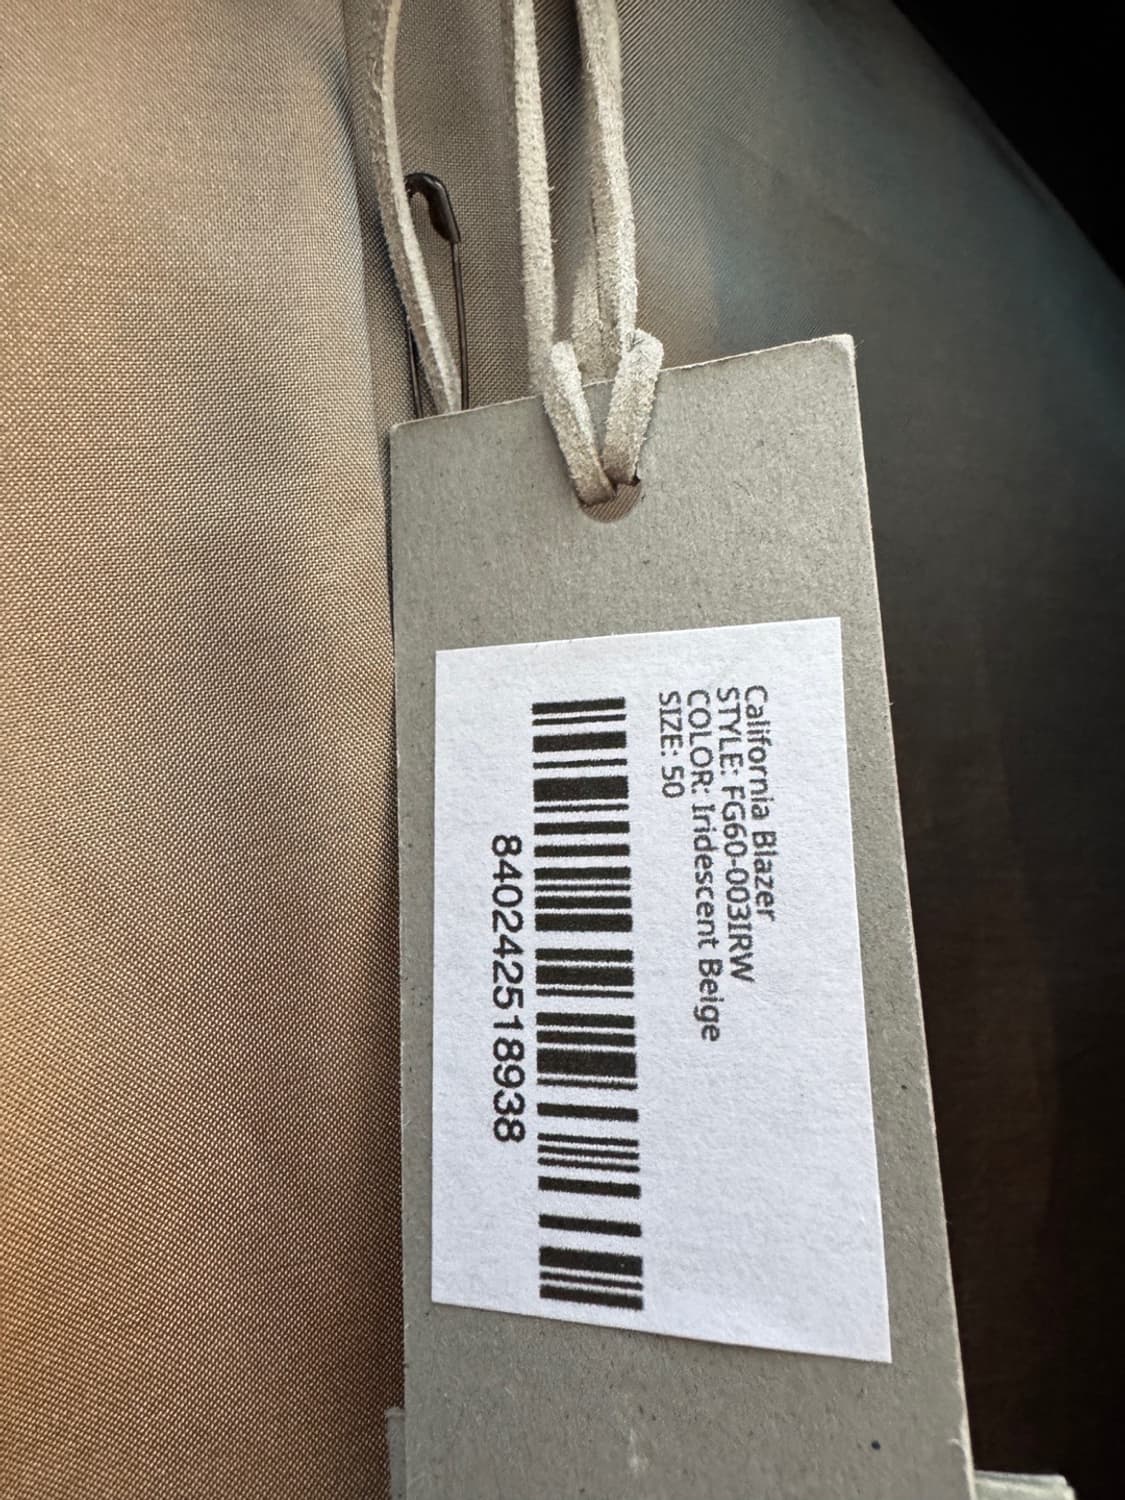 California Blazer
STYLE: FG60-003IRW
COLOR: Iridescent Beige
SIZE: 50
840242518938